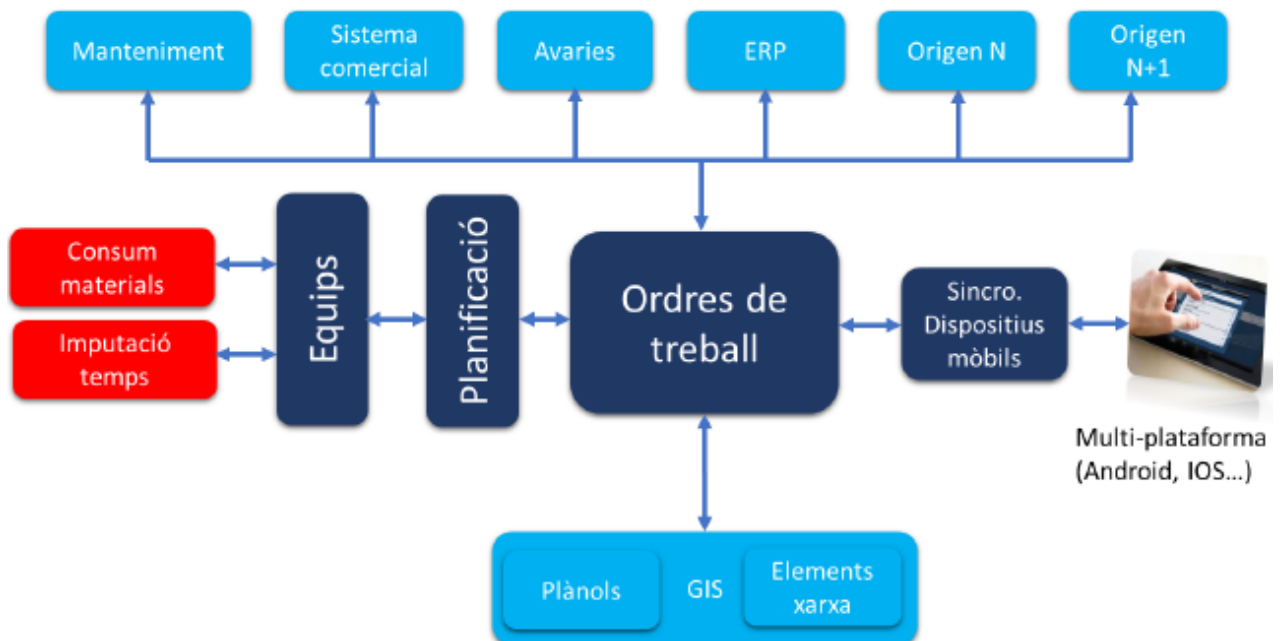 Manteniment
Sistema
comercial
Avaries
ERP
Origen N
Origen
N+1
Consum
materials
Imputació
temps
Equips
Planificació
Ordres de
treball
Sincro.
Dispositius
mòbils
Multi-plataforma
(Android, IOS...)
Plànols
GIS
Elements
xarxa